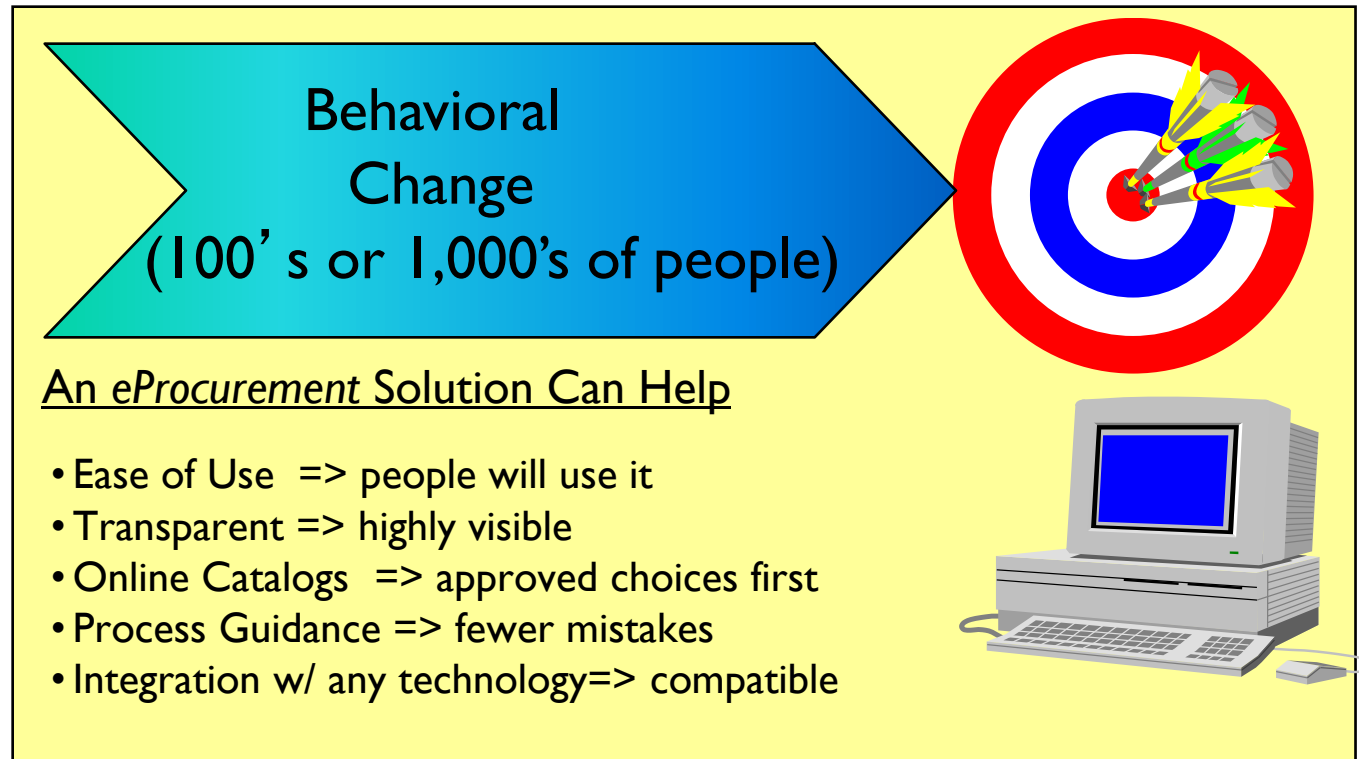 Behavioral
Change
(100’ s or 1,000’s of people)
An eProcurement Solution Can Help
• Ease of Use => people will use it
• Transparent => highly visible
• Online Catalogs => approved choices first
• Process Guidance => fewer mistakes
• Integration w/ any technology=> compatible